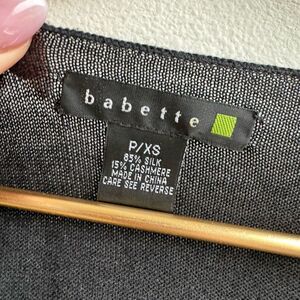 babette
P/XS
85% SILK
15% CASHMERE
MADE IN CHINA
CARE SEE REVERSE